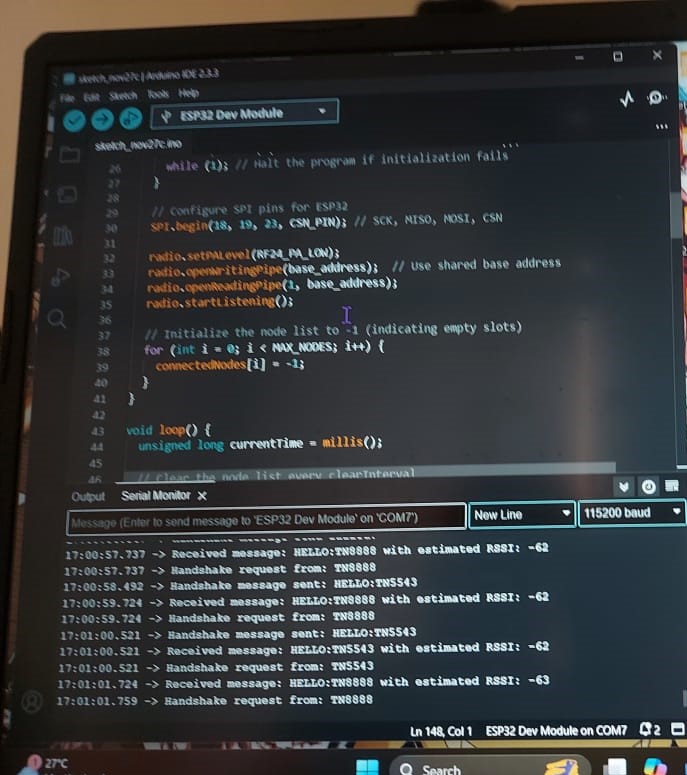 sketch_nov27c | Arduino IDE 2.3.3
File Edit Sketch Tools Help
ESP32 Dev Module
sketch_nov27c.ino
26 while (1); // Halt the program if initialization fails
27 }
28
29 // Configure SPI pins for ESP32
30 SPI.begin(18, 19, 23, CSN_PIN); // SCK, MISO, MOSI, CSN
31
32 radio.setPALevel(RF24_PA_LOW);
33 radio.openWritingPipe(base_address); // Use shared base address
34 radio.openReadingPipe(1, base_address);
35 radio.startListening();
36
37 // Initialize the node list to -1 (indicating empty slots)
38 for (int i = 0; i < MAX_NODES; i++) {
39 connectedNodes[i] = -1;
40 }
41 }
42
43 void loop() {
44 unsigned long currentTime = millis();
45
46 // Clear the node list every clearInterval
Output Serial Monitor
Message (Enter to send message to 'ESP32 Dev Module' on 'COM7') New Line 115200 baud
17:00:57.737 -> Received message: HELLO:TN8888 with estimated RSSI: -62
17:00:57.737 -> Handshake request from: TN8888
17:00:58.492 -> Handshake message sent: HELLO:TN5543
17:00:59.724 -> Received message: HELLO:TN8888 with estimated RSSI: -62
17:00:59.724 -> Handshake request from: TN8888
17:01:00.521 -> Handshake message sent: HELLO:TN5543
17:01:00.521 -> Received message: HELLO:TN5543 with estimated RSSI: -62
17:01:00.521 -> Handshake request from: TN5543
17:01:01.724 -> Received message: HELLO:TN8888 with estimated RSSI: -63
17:01:01.759 -> Handshake request from: TN8888
Ln 148, Col 1 ESP32 Dev Module on COM7 2
1 27°C
Search